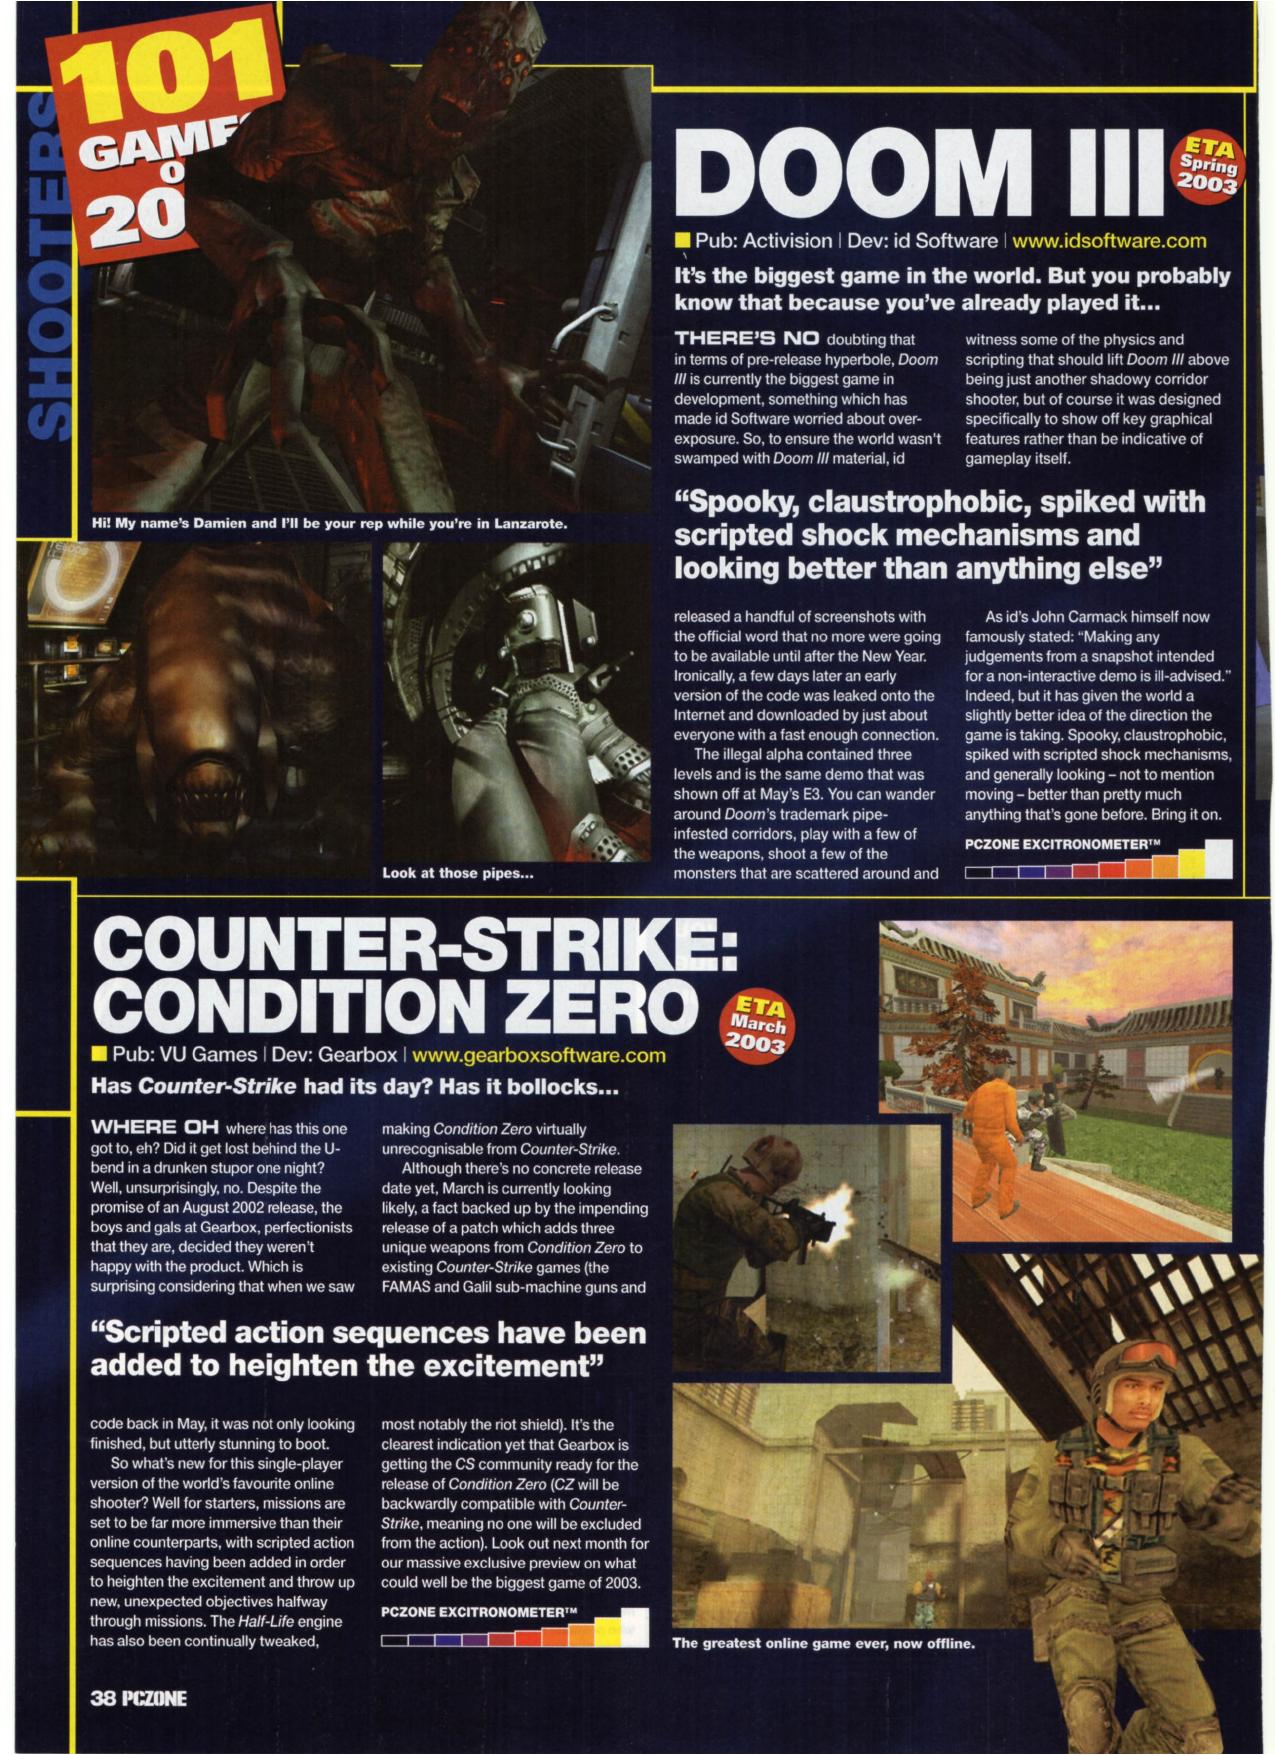 SHOOTERS
101
GAMES
O
20
DOOM III
ETA
Spring
2003
Pub: Activision | Dev: id Software | www.idsoftware.com
It's the biggest game in the world. But you probably
know that because you've already played it...
THERE'S NO doubting that
in terms of pre-release hyperbole, Doom
III is currently the biggest game in
development, something which has
made id Software worried about over-
exposure. So, to ensure the world wasn't
swamped with Doom III material, id
witness some of the physics and
scripting that should lift Doom III above
being just another shadowy corridor
shooter, but of course it was designed
specifically to show off key graphical
features rather than be indicative of
gameplay itself.
"Spooky, claustrophobic, spiked with
scripted shock mechanisms and
looking better than anything else"
released a handful of screenshots with
the official word that no more were going
to be available until after the New Year.
Ironically, a few days later an early
version of the code was leaked onto the
Internet and downloaded by just about
everyone with a fast enough connection.
The illegal alpha contained three
levels and is the same demo that was
shown off at May's E3. You can wander
around Doom's trademark pipe-
infested corridors, play with a few of
the weapons, shoot a few of the
monsters that are scattered around and
As id's John Carmack himself now
famously stated: "Making any
judgements from a snapshot intended
for a non-interactive demo is ill-advised."
Indeed, but it has given the world a
slightly better idea of the direction the
game is taking. Spooky, claustrophobic,
spiked with scripted shock mechanisms,
and generally looking – not to mention
moving – better than pretty much
anything that's gone before. Bring it on.
PCZONE EXCITRONOMETER™
Hi! My name's Damien and I'll be your rep while you're in Lanzarote.
Look at those pipes...
COUNTER-STRIKE:
CONDITION ZERO
ETA
March
2003
Pub: VU Games | Dev: Gearbox | www.gearboxsoftware.com
Has Counter-Strike had its day? Has it bollocks...
WHERE OH where has this one
got to, eh? Did it get lost behind the U-
bend in a drunken stupor one night?
Well, unsurprisingly, no. Despite the
promise of an August 2002 release, the
boys and gals at Gearbox, perfectionists
that they are, decided they weren't
happy with the product. Which is
surprising considering that when we saw
making Condition Zero virtually
unrecognisable from Counter-Strike.
Although there's no concrete release
date yet, March is currently looking
likely, a fact backed up by the impending
release of a patch which adds three
unique weapons from Condition Zero to
existing Counter-Strike games (the
FAMAS and Galil sub-machine guns and
"Scripted action sequences have been
added to heighten the excitement"
code back in May, it was not only looking
finished, but utterly stunning to boot.
So what's new for this single-player
version of the world's favourite online
shooter? Well for starters, missions are
set to be far more immersive than their
online counterparts, with scripted action
sequences having been added in order
to heighten the excitement and throw up
new, unexpected objectives halfway
through missions. The Half-Life engine
has also been continually tweaked,
most notably the riot shield). It's the
clearest indication yet that Gearbox is
getting the CS community ready for the
release of Condition Zero (CZ will be
backwardly compatible with Counter-
Strike, meaning no one will be excluded
from the action). Look out next month for
our massive exclusive preview on what
could well be the biggest game of 2003.
PCZONE EXCITRONOMETER™
The greatest online game ever, now offline.
38 PCZONE